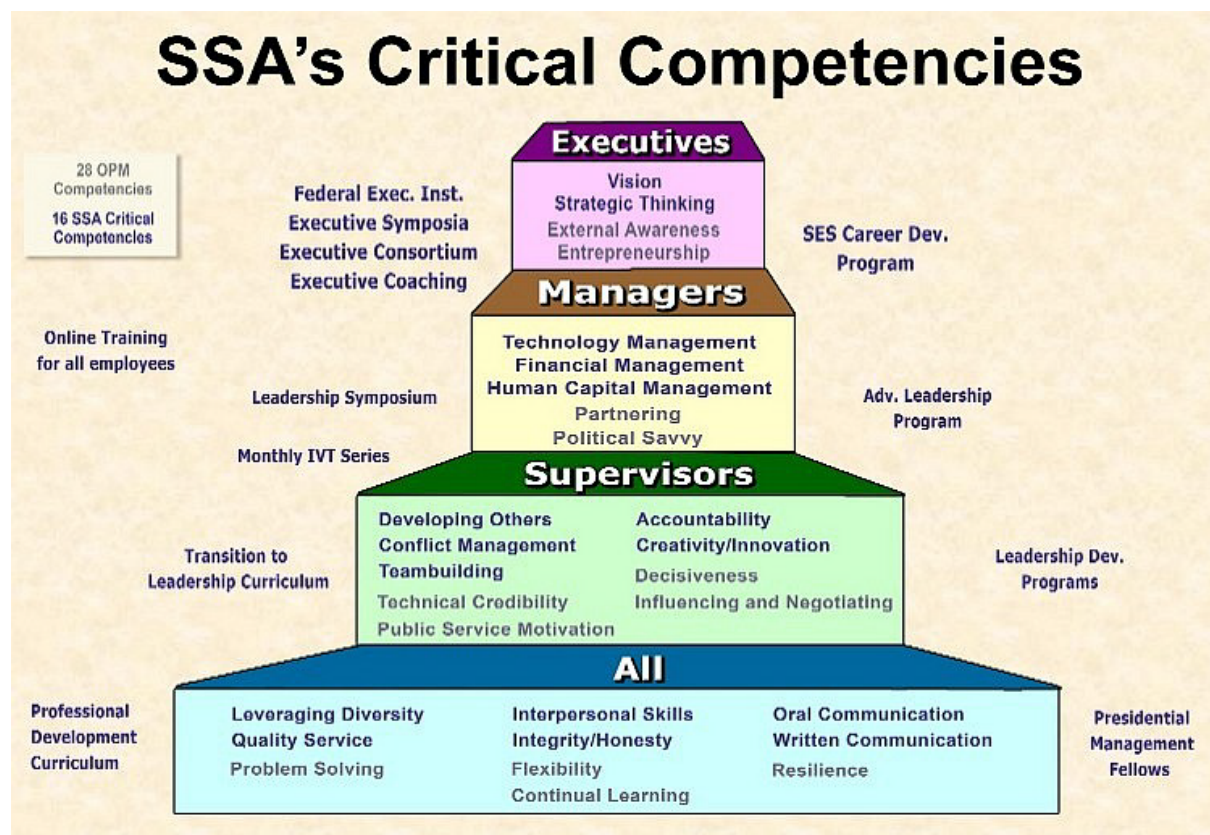 SSA's Critical Competencies
28 OPM
Competencies
16 SSA Critical
Competencies
Executives
Vision
Strategic Thinking
External Awareness
Entrepreneurship
Federal Exec. Inst.
Executive Symposia
Executive Consortium
Executive Coaching
SES Career Dev.
Program
Managers
Technology Management
Financial Management
Human Capital Management
Partnering
Political Savvy
Online Training
for all employees
Leadership Symposium
Monthly IVT Series
Adv. Leadership
Program
Supervisors
Developing Others
Conflict Management
Teambuilding
Technical Credibility
Public Service Motivation
Accountability
Creativity/Innovation
Decisiveness
Influencing and Negotiating
Transition to
Leadership Curriculum
Leadership Dev.
Programs
All
Leveraging Diversity
Quality Service
Problem Solving
Interpersonal Skills
Integrity/Honesty
Flexibility
Continual Learning
Oral Communication
Written Communication
Resilience
Professional
Development
Curriculum
Presidential
Management
Fellows